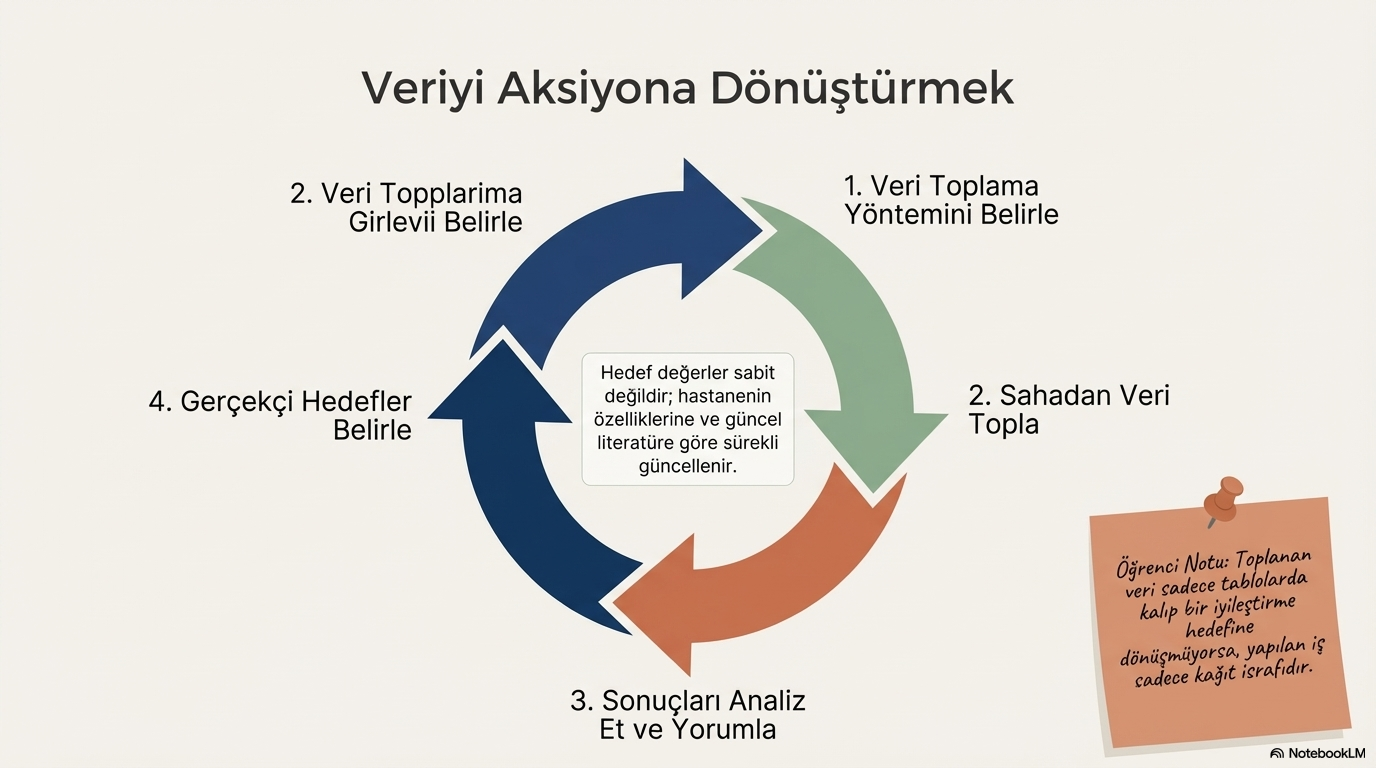 Veriyi Aksiyona Dönüştürmek
2. Veri Topplarima
Girlevii Belirle
1. Veri Toplama
Yöntemini Belirle
4. Gerçekçi Hedefler
Belirle
Hedef değerler sabit
değildir; hastanenin
özelliklerine ve güncel
literatüre göre sürekli
güncellenir.
2. Sahadan Veri
Topla
3. Sonuçları Analiz
Et ve Yorumla
Öğrenci Notu: Toplanan
veri sadece tablolarda
kalıp bir iyileştirme
hedefine
dönüşmüyorsa, yapılan iş
sadece kağıt israfıdır.
NotebookLM